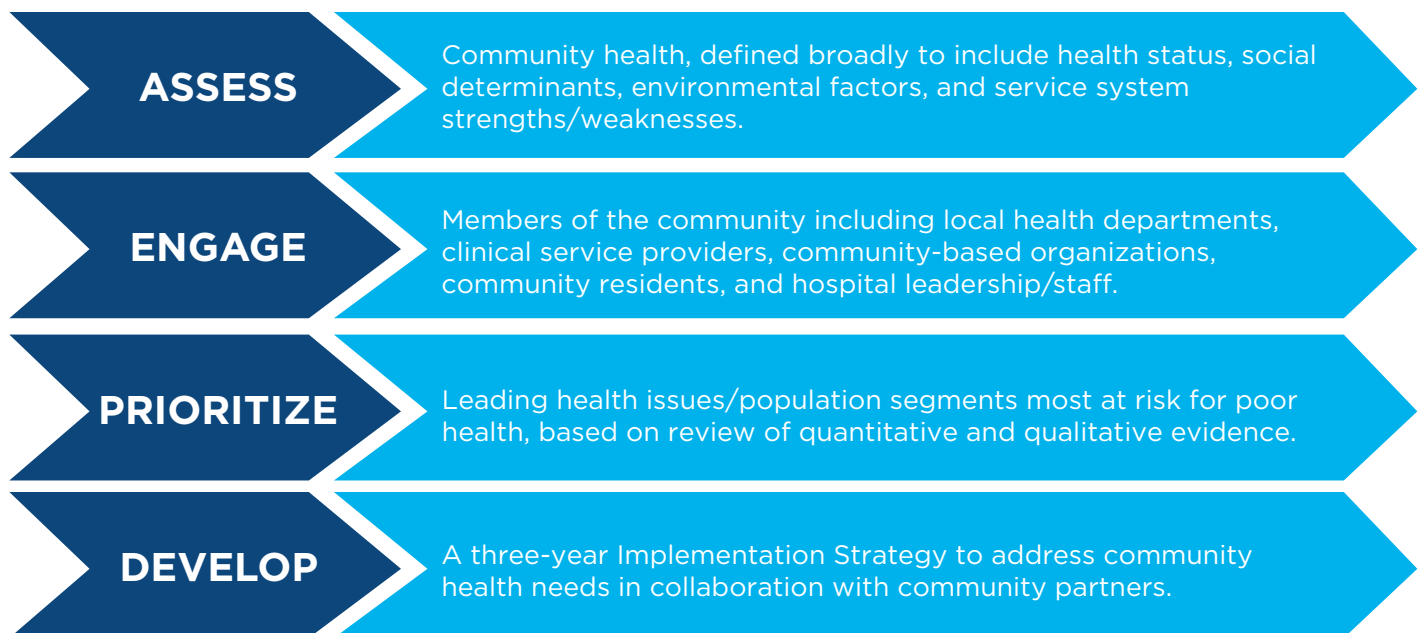 ASSESS
Community health, defined broadly to include health status, social
determinants, environmental factors, and service system
strengths/weaknesses.
ENGAGE
Members of the community including local health departments,
clinical service providers, community-based organizations,
community residents, and hospital leadership/staff.
PRIORITIZE
Leading health issues/population segments most at risk for poor
health, based on review of quantitative and qualitative evidence.
DEVELOP
A three-year Implementation Strategy to address community
health needs in collaboration with community partners.